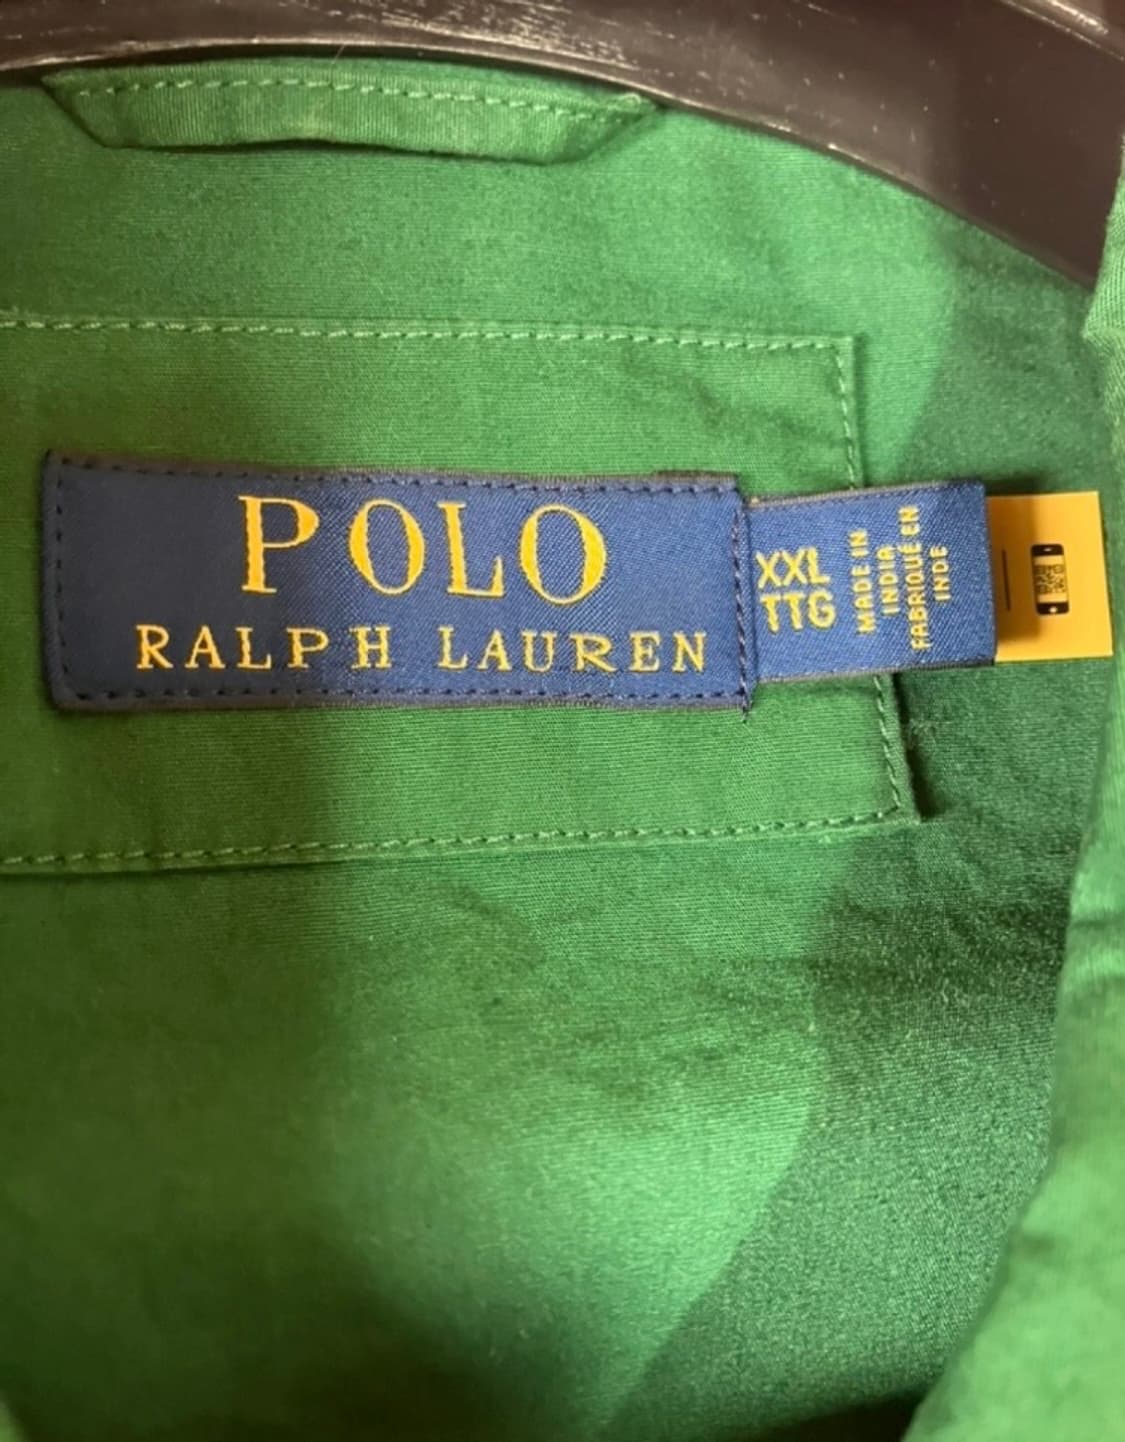 POLO
RALPH LAUREN
XXL
TTG
MADE IN
INDIA
FABRIQUÉ EN
INDE